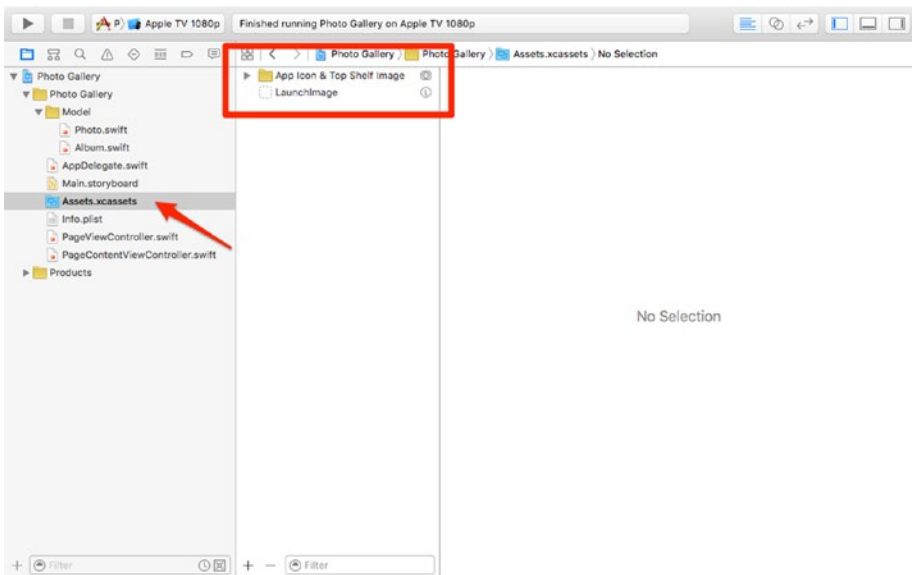 P⟩ Apple TV 1080p Finished running Photo Gallery on Apple TV 1080p
Photo Gallery Photo Gallery Assets.xcassets No Selection
Photo Gallery
Photo Gallery
Model
Photo.swift
Album.swift
AppDelegate.swift
Main.storyboard
Assets.xcassets
Info.plist
PageViewController.swift
PageContentViewController.swift
Products
App Icon & Top Shelf Image
LaunchImage
No Selection
Filter
Filter